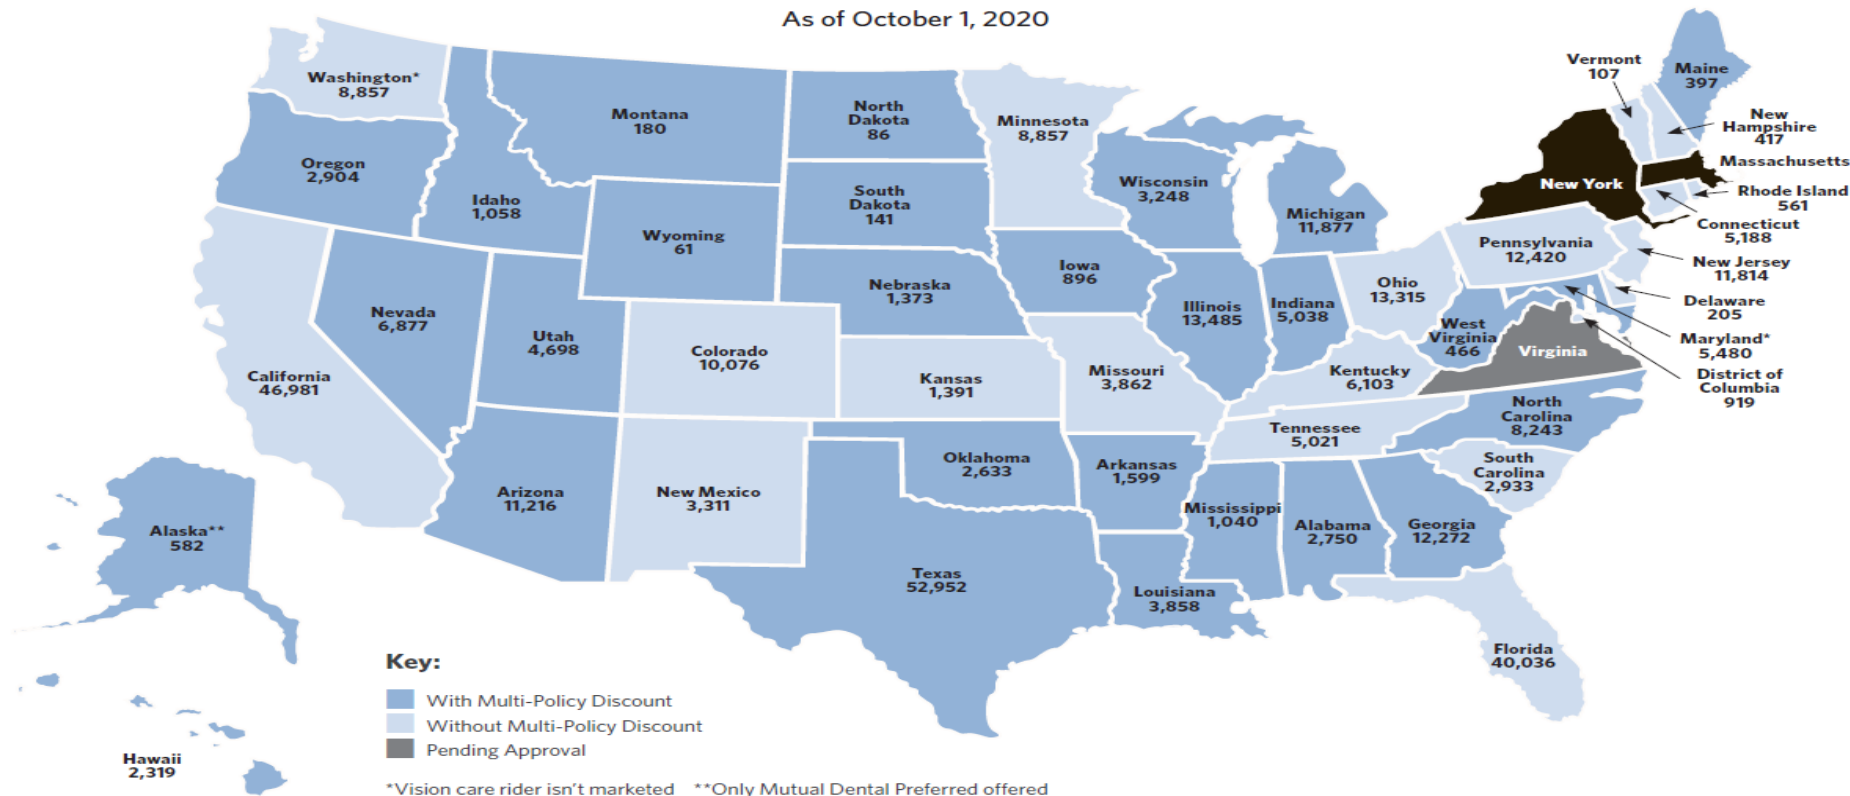 As of October 1, 2020
Washington*
8,857
Montana
180
North
Dakota
86
Minnesota
8,857
Vermont
107
Maine
397
New
Hampshire
417
Massachusetts
Oregon
2,904
Idaho
1,058
South
Dakota
141
Wisconsin
3,248
Michigan
11,877
New York
Rhode Island
561
Connecticut
5,188
Wyoming
61
Pennsylvania
12,420
New Jersey
11,814
Nebraska
1,373
Iowa
896
Ohio
13,315
Delaware
205
Nevada
6,877
Utah
4,698
Illinois
13,485
Indiana
5,038
West
Virginia
466
Virginia
Maryland*
5,480
District of
Columbia
919
California
46,981
Colorado
10,076
Kansas
1,391
Missouri
3,862
Kentucky
6,103
North
Carolina
8,243
Tennessee
5,021
South
Carolina
2,933
Arizona
11,216
New Mexico
3,311
Oklahoma
2,633
Arkansas
1,599
Mississippi
1,040
Alabama
2,750
Georgia
12,272
Alaska**
582
Texas
52,952
Louisiana
3,858
Florida
40,036
Hawaii
2,319
Key:
With Multi-Policy Discount
Without Multi-Policy Discount
Pending Approval
*Vision care rider isn't marketed **Only Mutual Dental Preferred offered